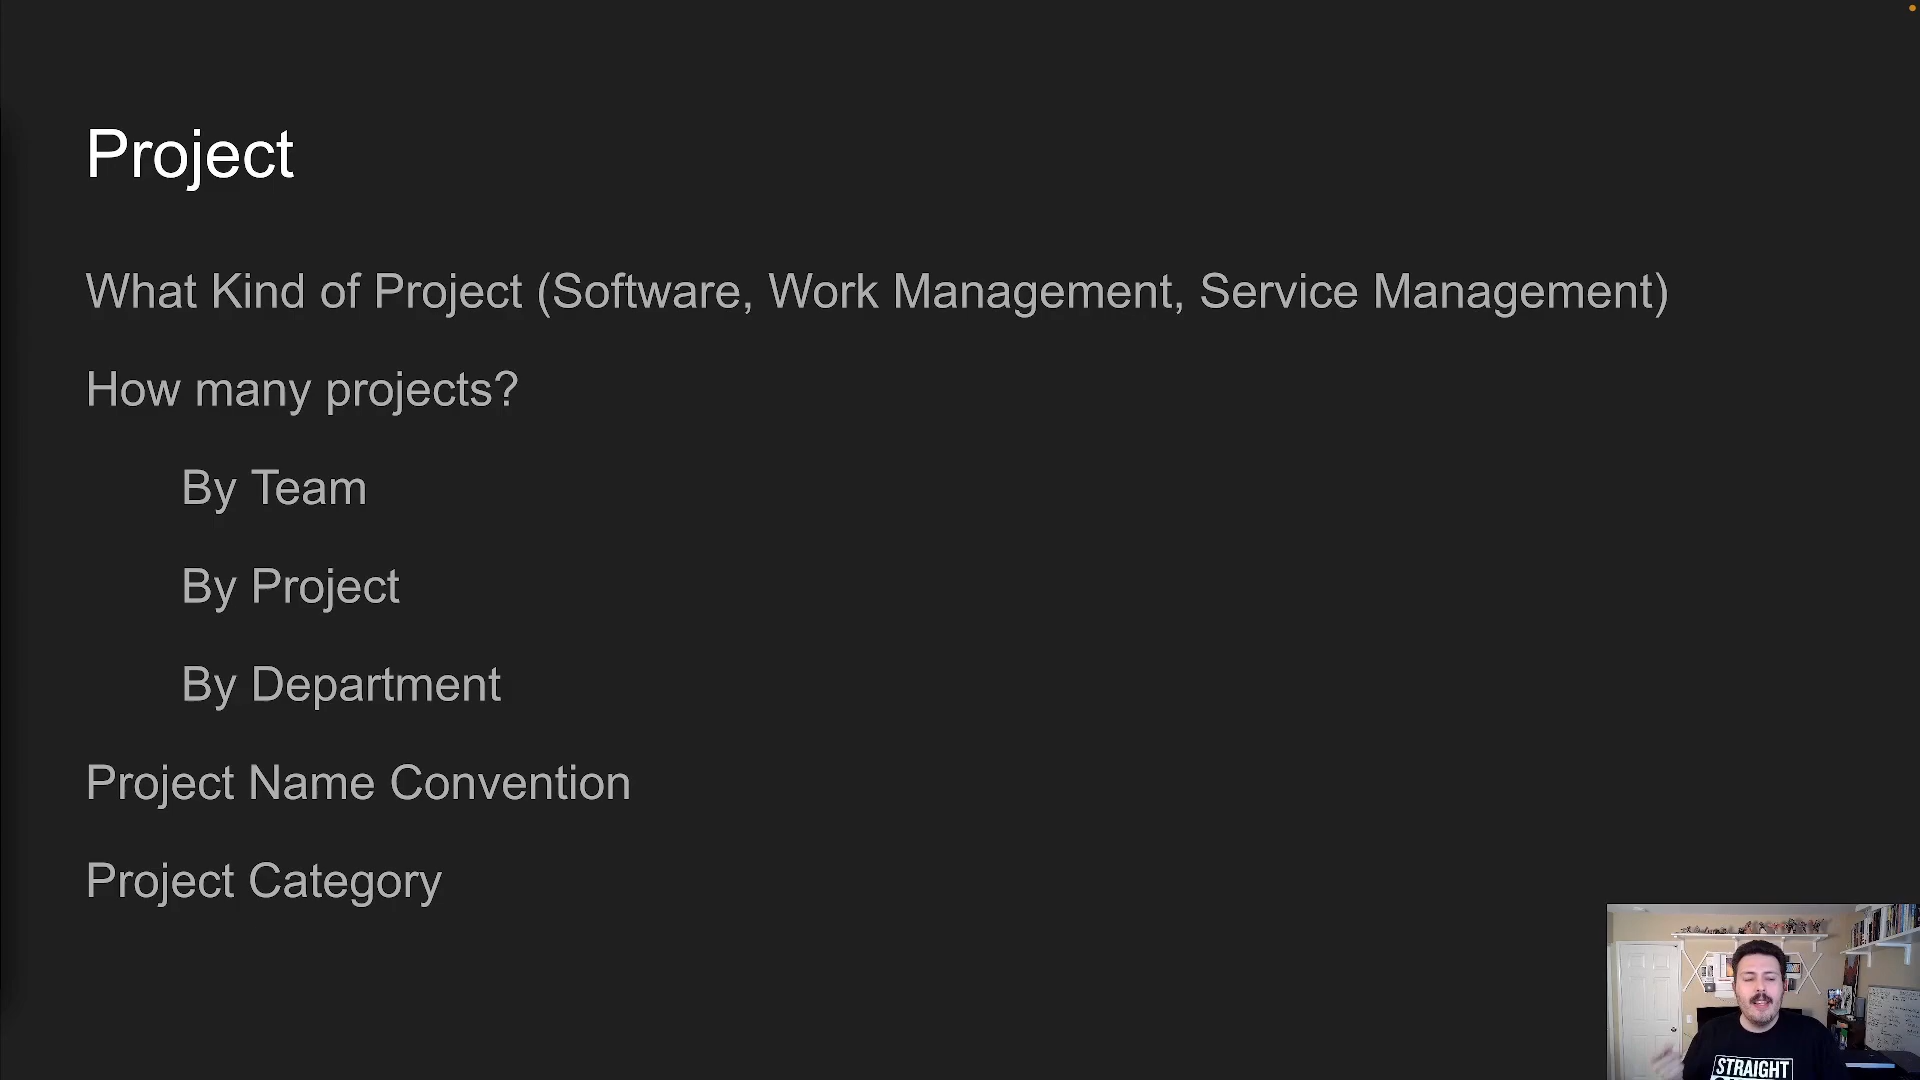 Project
What Kind of Project (Software, Work Management, Service Management)
How many projects?
By Team
By Project
By Department
Project Name Convention
Project Category
STRAIGHT